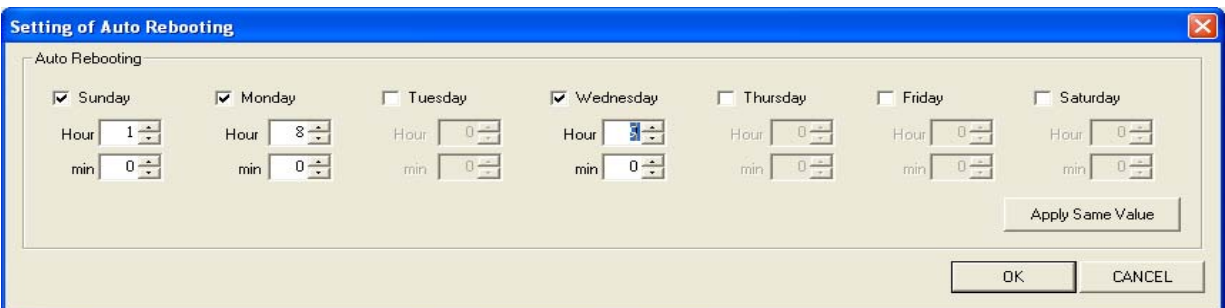 Setting of Auto Rebooting
Auto Rebooting
Sunday Monday Tuesday Wednesday Thursday Friday Saturday
Hour 1 Hour 8 Hour 0 Hour Hour 0 Hour 0 Hour 0
min 0 min 0 min 0 min 0 min 0 min 0 min 0
Apply Same Value
OK CANCEL